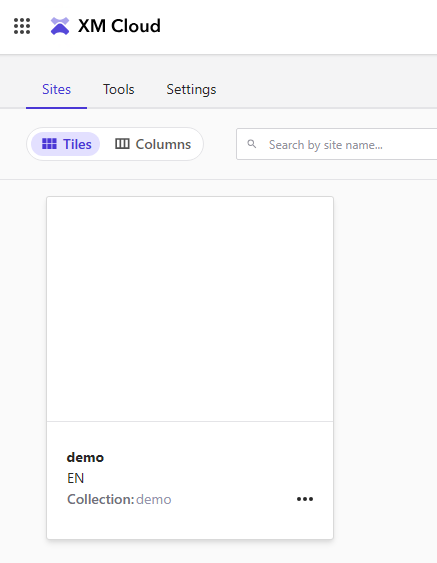 XM Cloud
Sites Tools Settings
Tiles Columns Search by site name...
demo
EN
Collection: demo